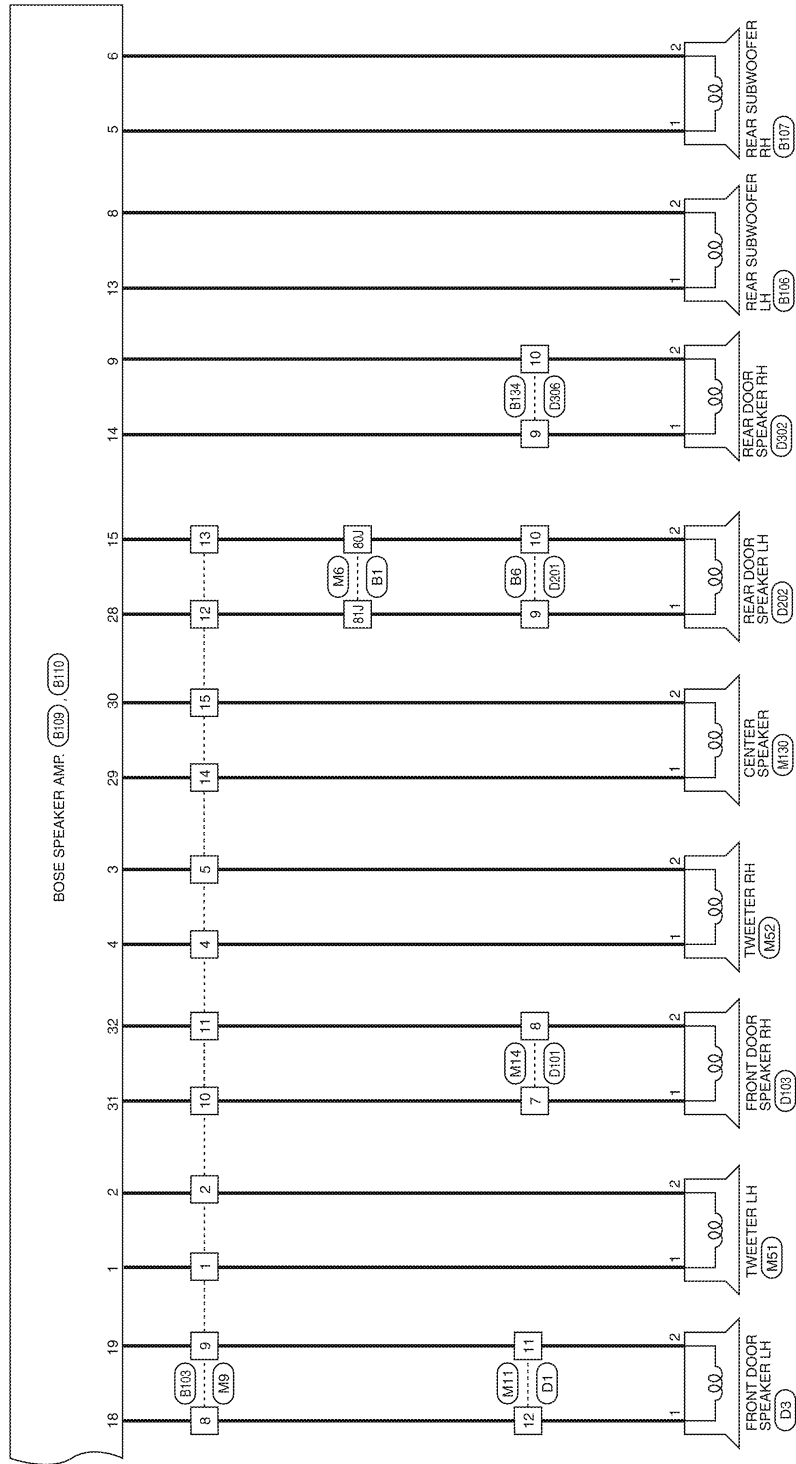 BOSE SPEAKER AMP. B109 , B110
18 19 1 2 31 32 4 3 29 30 28 15 14 9 13 8 5 6
B103
8 9 1 2 10 11 4 5 14 15 12 13
M9
M6
81J 80J
B1
M11
12 11
D1
M14
7 8
D101
B6
9 10
D201
B134
9 10
D306
1 2 1 2 1 2 1 2 1 2 1 2 1 2 1 2 1 2
FRONT DOOR
SPEAKER LH
D3
TWEETER LH
M51
FRONT DOOR
SPEAKER RH
D103
TWEETER RH
M52
CENTER
SPEAKER
M130
REAR DOOR
SPEAKER LH
D202
REAR DOOR
SPEAKER RH
D302
REAR SUBWOOFER
LH
B106
REAR SUBWOOFER
RH
B107